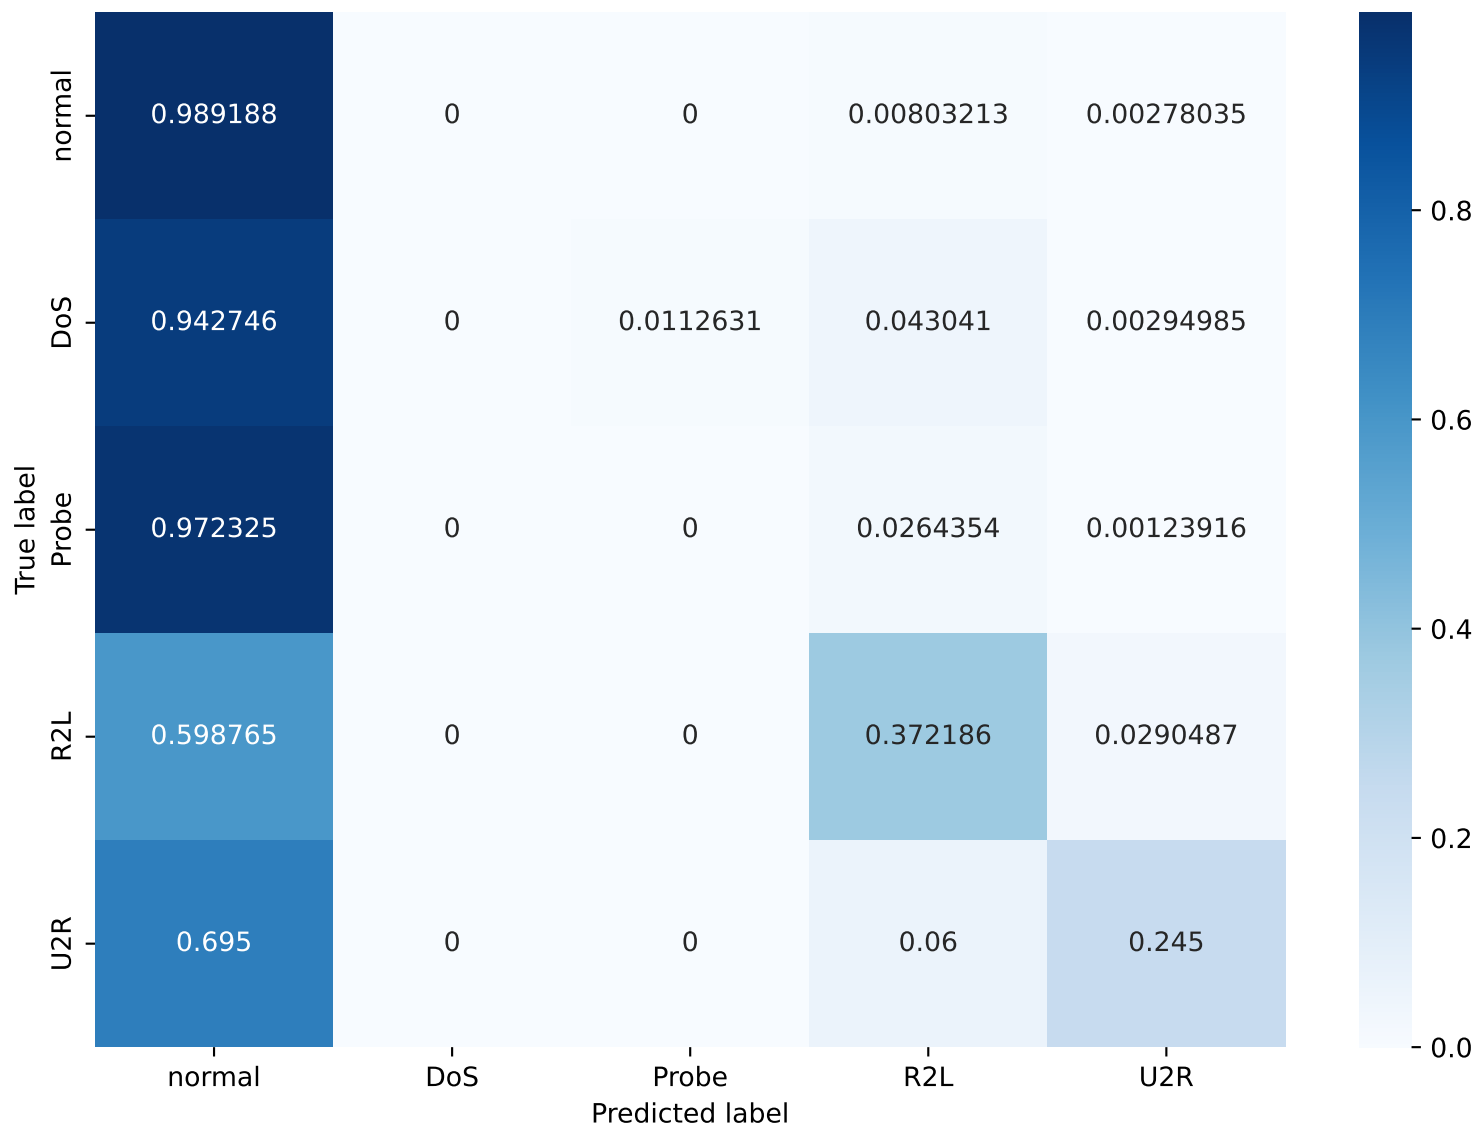 True label
normal
0.989188 0 0 0.00803213 0.00278035
DoS
0.942746 0 0.0112631 0.043041 0.00294985
Probe
0.972325 0 0 0.0264354 0.00123916
R2L
0.598765 0 0 0.372186 0.0290487
U2R
0.695 0 0 0.06 0.245
normal DoS Probe R2L U2R
Predicted label
0.8
0.6
0.4
0.2
0.0